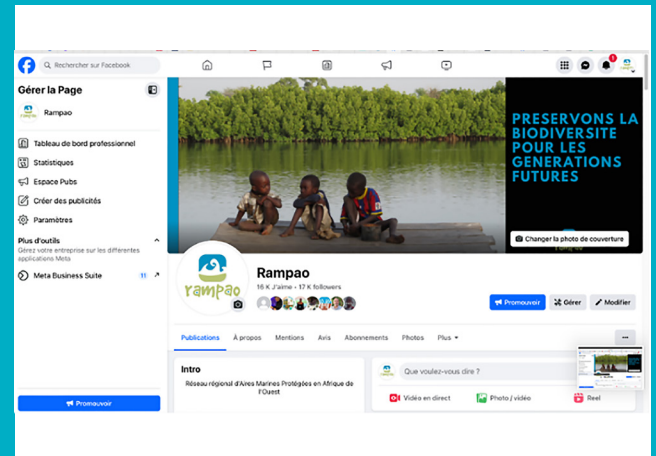 Rechercher sur Facebook
Gérer la Page
Rampao
Tableau de bord professionnel
Statistiques
Espace Pubs
Créer des publicités
Paramètres
Plus d'outils
Gérez votre entreprise sur les différentes
applications Meta
Meta Business Suite
11
Promouvoir
PRESERVONS LA
BIODIVERSITE
POUR LES
GENERATIONS
FUTURES
Changer la photo de couverture
rampao
Rampao
16 K J'aime • 17 K followers
Promouvoir
Gérer
Modifier
Publications
À propos
Mentions
Avis
Abonnements
Photos
Plus
Intro
Réseau régional d'Aires Marines Protégées en Afrique de
l'Ouest
Que voulez-vous dire ?
Vidéo en direct
Photo / vidéo
Reel